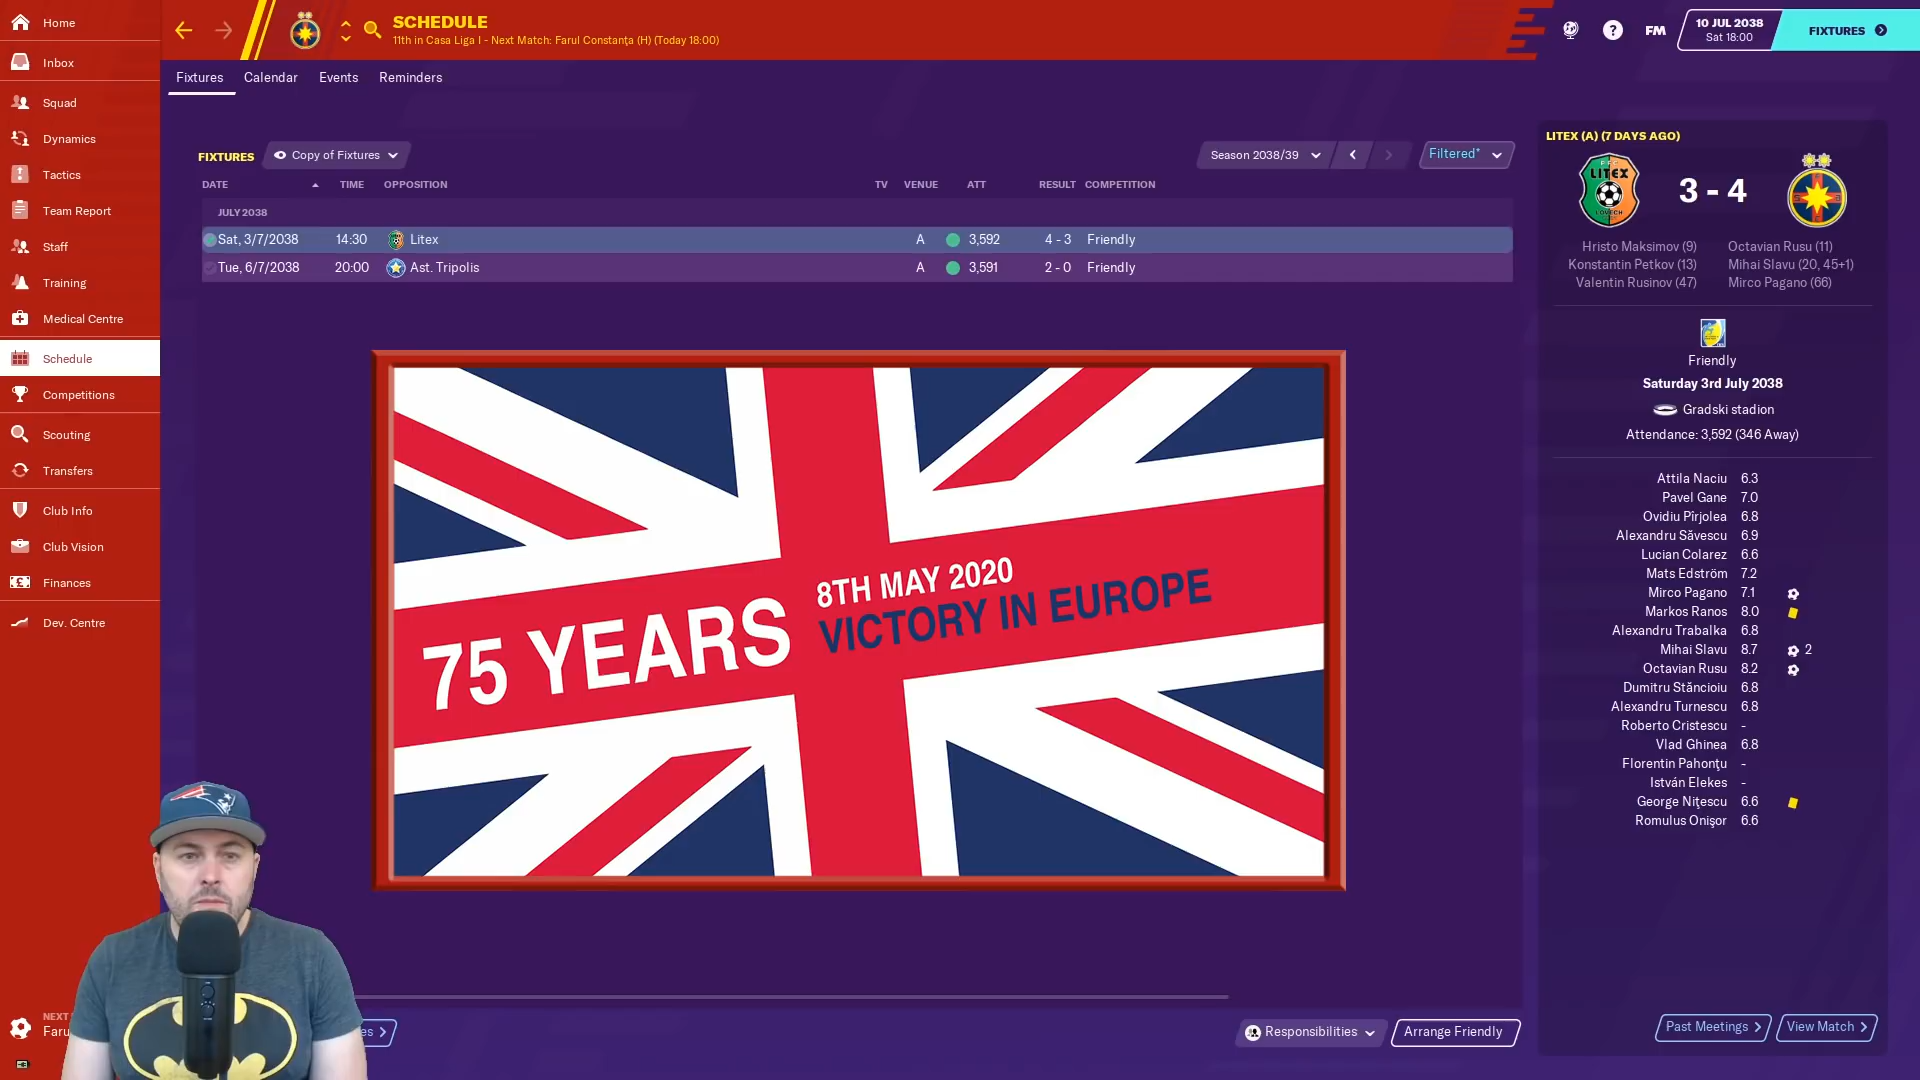 Home
Inbox
Squad
Dynamics
Tactics
Team Report
Staff
Training
Medical Centre
Schedule
Competitions
Scouting
Transfers
Club Info
Club Vision
Finances
Dev. Centre
NEXT
Faru
SCHEDULE
11th in Casa Liga I - Next Match: Farul Constanţa (H) (Today 18:00)
FM
10 JUL 2038
Sat 18:00
FIXTURES
Fixtures Calendar Events Reminders
FIXTURES Copy of Fixtures Season 2038/39 Filtered*
DATE TIME OPPOSITION TV VENUE ATT RESULT COMPETITION
JULY 2038
Sat, 3/7/2038 14:30 Litex A 3,592 4 - 3 Friendly
Tue, 6/7/2038 20:00 Ast. Tripolis A 3,591 2 - 0 Friendly
75 YEARS
8TH MAY 2020
VICTORY IN EUROPE
es
Responsibilities
Arrange Friendly
LITEX (A) (7 DAYS AGO)
LITEX
3 - 4
Hristo Maksimov (9) Octavian Rusu (11)
Konstantin Petkov (13) Mihai Slavu (20, 45+1)
Valentin Rusinov (47) Mirco Pagano (66)
Friendly
Saturday 3rd July 2038
Gradski stadion
Attendance: 3,592 (346 Away)
Attila Naciu 6.3
Pavel Gane 7.0
Ovidiu Pîrjolea 6.8
Alexandru Săvescu 6.9
Lucian Colarez 6.6
Mats Edström 7.2
Mirco Pagano 7.1
Markos Ranos 8.0
Alexandru Trabalka 6.8
Mihai Slavu 8.7 2
Octavian Rusu 8.2
Dumitru Stăncioiu 6.8
Alexandru Turnescu 6.8
Roberto Cristescu -
Vlad Ghinea 6.8
Florentin Pahonţu -
István Elekes -
George Niţescu 6.6
Romulus Onişor 6.6
Past Meetings
View Match